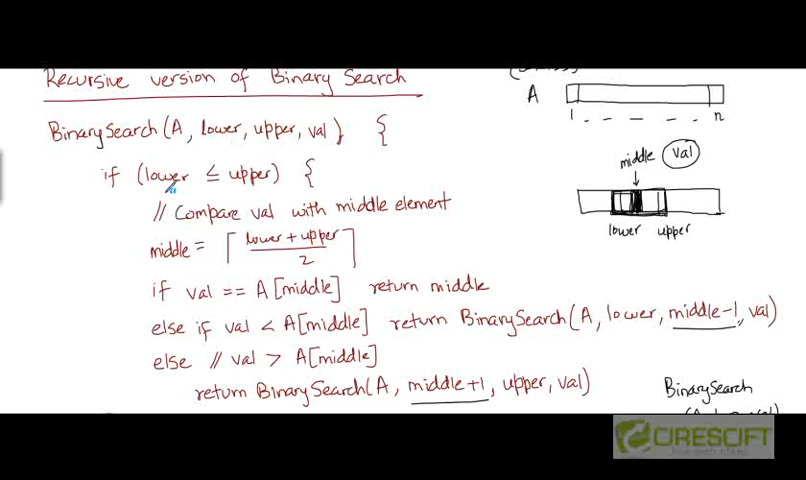 Recursive version of Binary Search
BinarySearch (A, lower, upper, val) {
if (lower ≤ upper) {
// Compare val with middle element
middle = ⌈ lower + upper / 2 ⌉
if val == A[middle] return middle
else if val < A[middle] return BinarySearch (A, lower, middle-1, val)
else // val > A[middle]
return BinarySearch (A, middle+1, upper, val)
A
1 - - - - n
middle val
lower upper
BinarySearch
CIRESCIFT